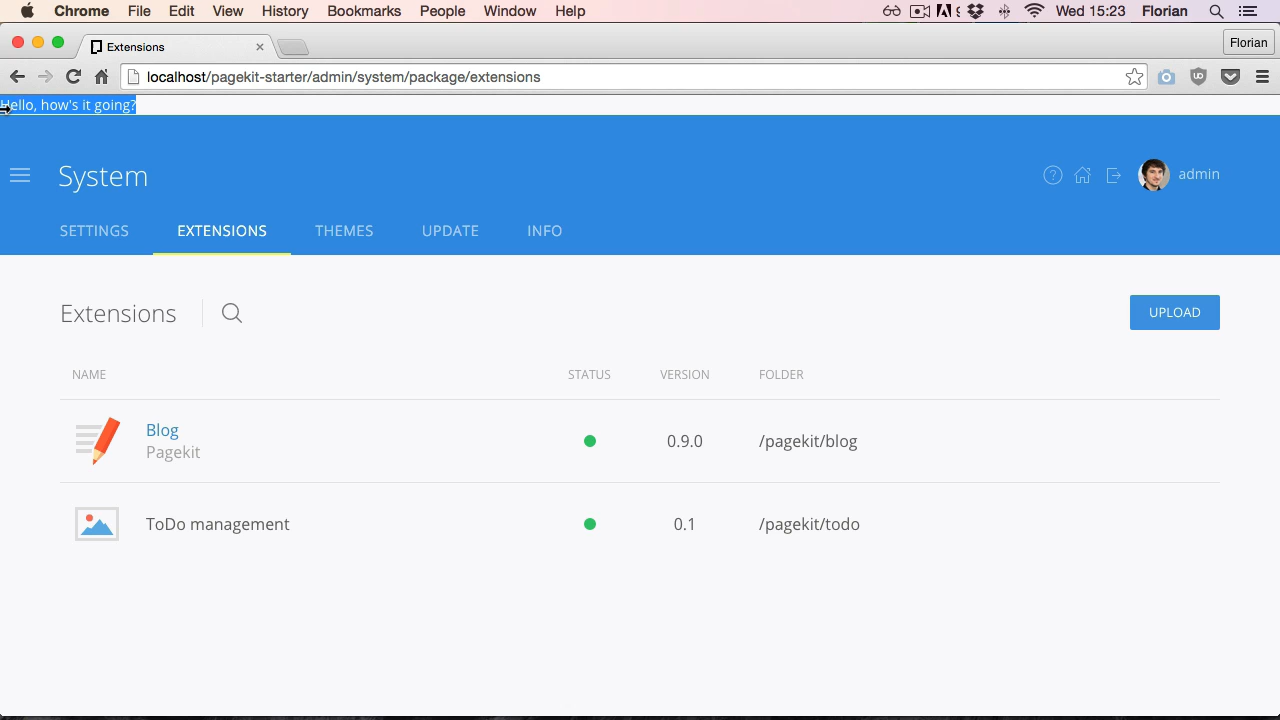 Chrome File Edit View History Bookmarks People Window Help Wed 15:23 Florian
Extensions Florian
localhost/pagekit-starter/admin/system/package/extensions
Hello, how's it going?
System admin
SETTINGS EXTENSIONS THEMES UPDATE INFO
Extensions UPLOAD
NAME STATUS VERSION FOLDER
Blog
Pagekit 0.9.0 /pagekit/blog
ToDo management 0.1 /pagekit/todo